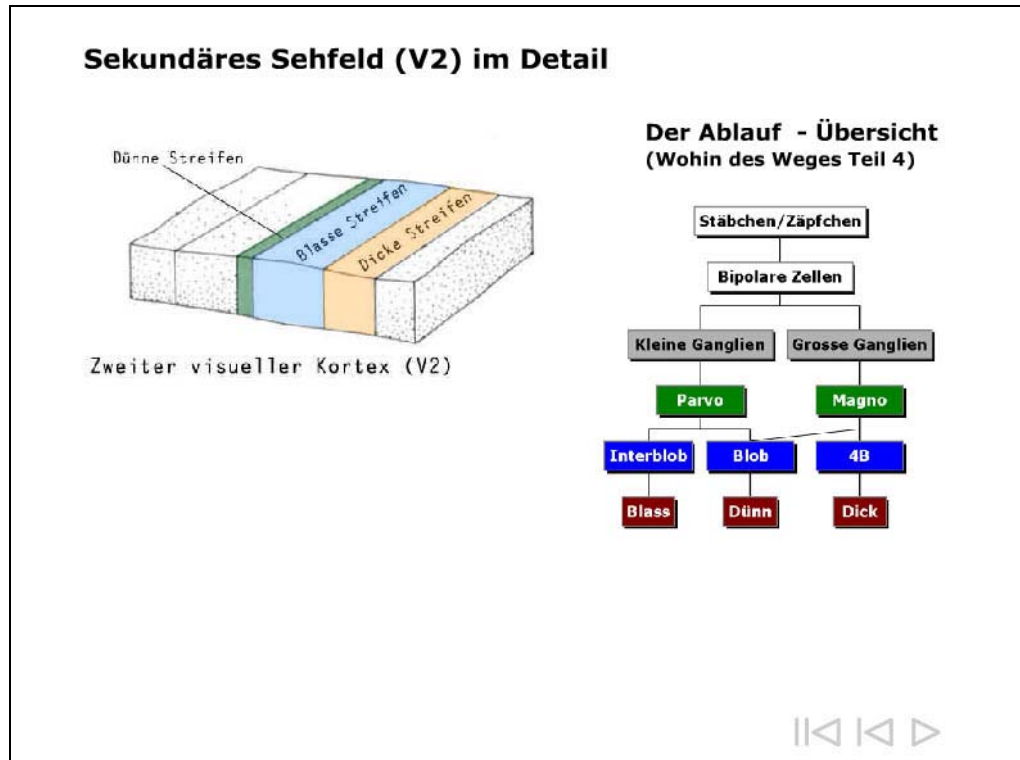 Sekundäres Sehfeld (V2) im Detail
Dünne Streifen
Blasse Streifen
Dicke Streifen
Zweiter visueller Kortex (V2)
Der Ablauf - Übersicht
(Wohin des Weges Teil 4)
Stäbchen/Zäpfchen
Bipolare Zellen
Kleine Ganglien
Grosse Ganglien
Parvo
Magno
Interblob
Blob
4B
Blass
Dünn
Dick